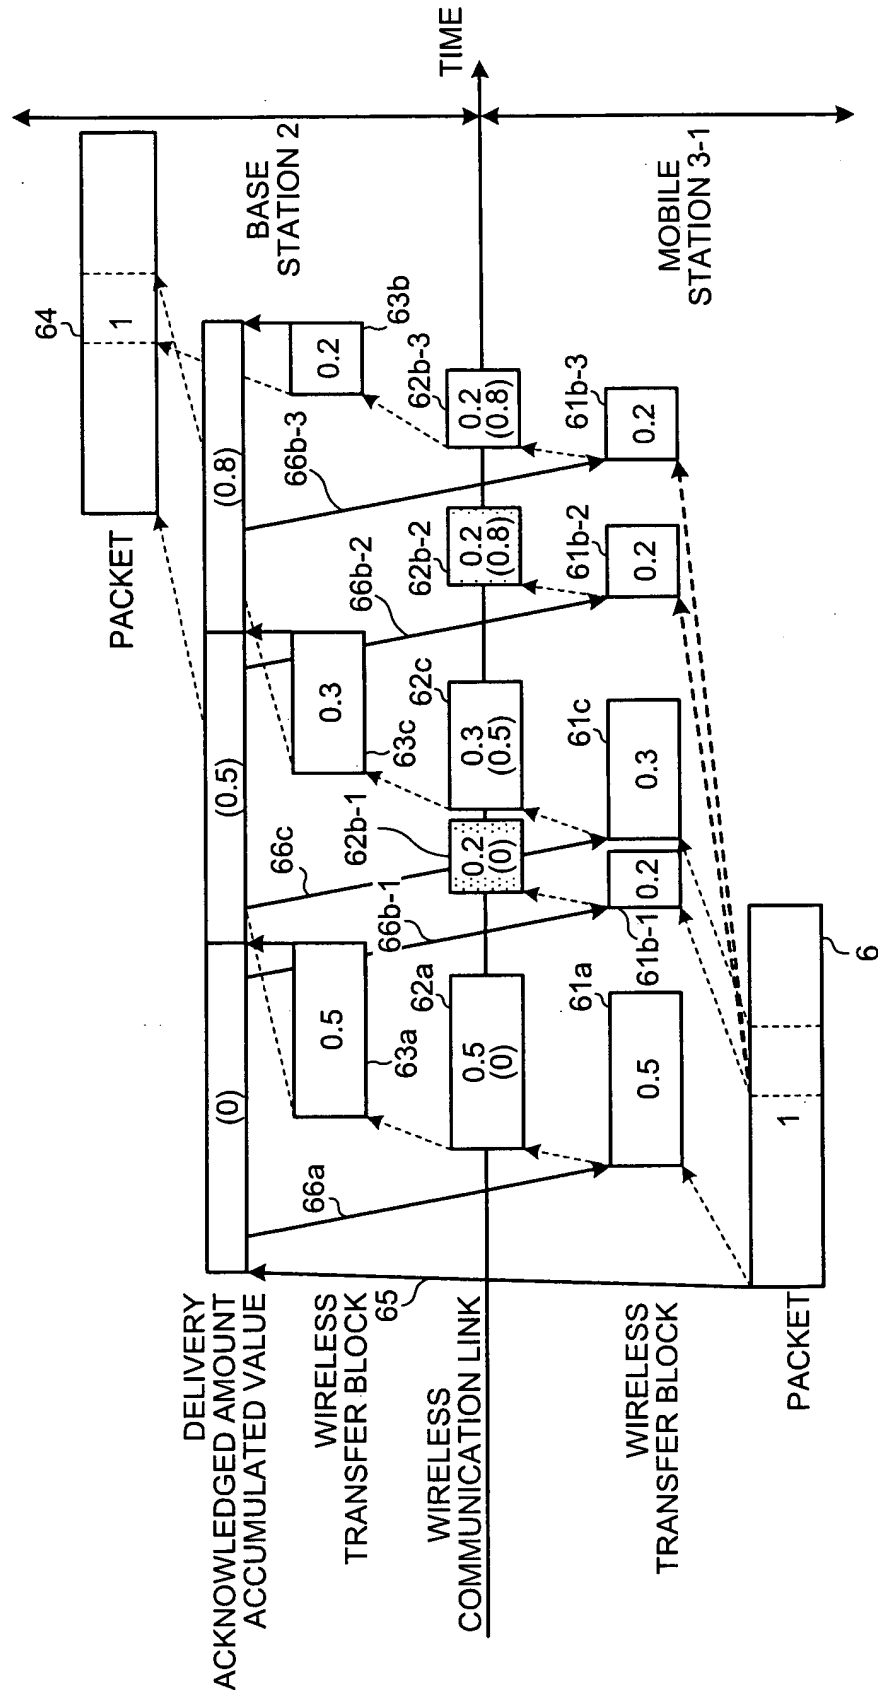 DELIVERY
ACKNOWLEDGED AMOUNT
ACCUMULATED VALUE
(0)
(0.5)
(0.8)
PACKET
64
1
BASE
STATION 2
WIRELESS
TRANSFER BLOCK
66a
0.5
63a
66b-1
66c
0.3
63c
66b-2
66b-3
0.2
63b
65
WIRELESS
COMMUNICATION LINK
0.5
(0)
62a
0.2
(0)
62b-1
0.3
(0.5)
62c
0.2
(0.8)
62b-2
0.2
(0.8)
62b-3
TIME
WIRELESS
TRANSFER BLOCK
0.5
61a
0.2
61b-1
0.3
61c
0.2
61b-2
0.2
61b-3
MOBILE
STATION 3-1
PACKET
1
6